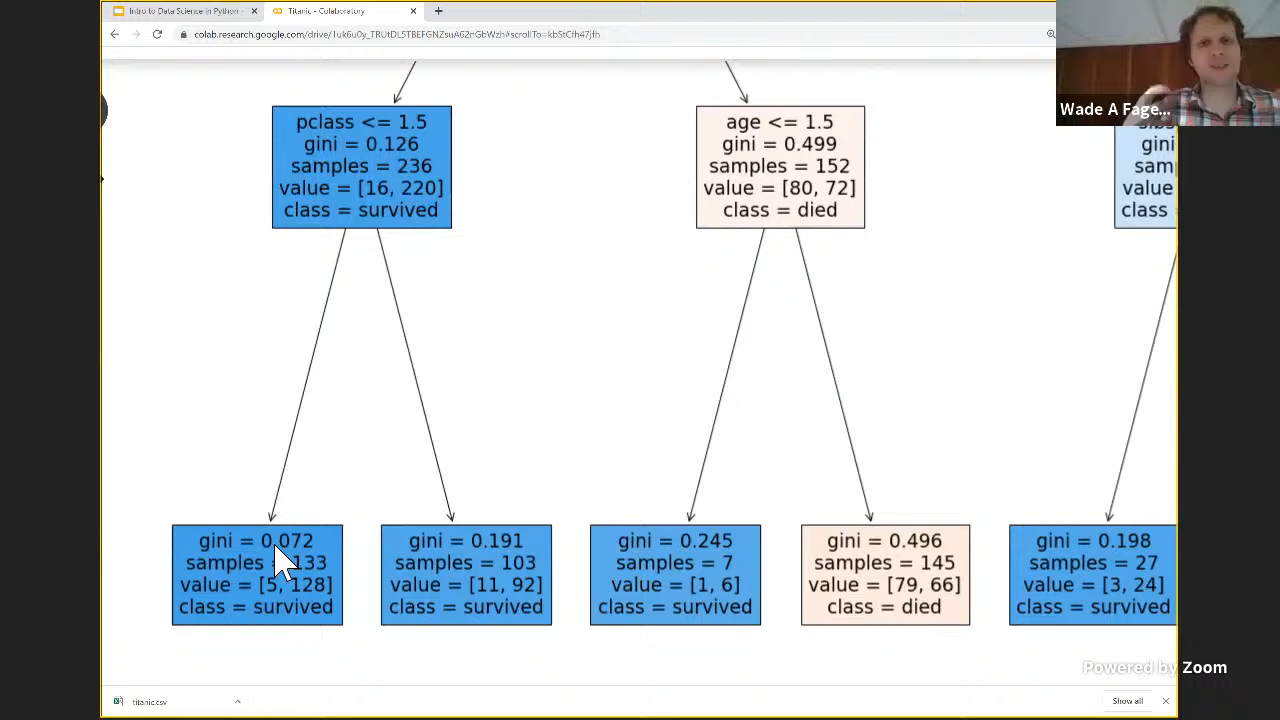 Intro to Data Science in Python -
Titanic - Colaboratory
colab.research.google.com/drive/1uk6u0y_TRUtDL5TBEFGNZsuA62nGbWzh#scrollTo=kbStCfh47jfh
Wade A Fage...
pclass <= 1.5
gini = 0.126
samples = 236
value = [16, 220]
class = survived
age <= 1.5
gini = 0.499
samples = 152
value = [80, 72]
class = died
gini
sam
value
class
gini = 0.072
samples = 133
value = [5, 128]
class = survived
gini = 0.191
samples = 103
value = [11, 92]
class = survived
gini = 0.245
samples = 7
value = [1, 6]
class = survived
gini = 0.496
samples = 145
value = [79, 66]
class = died
gini = 0.198
samples = 27
value = [3, 24]
class = survived
Powered by Zoom
titanic.csv
Show all